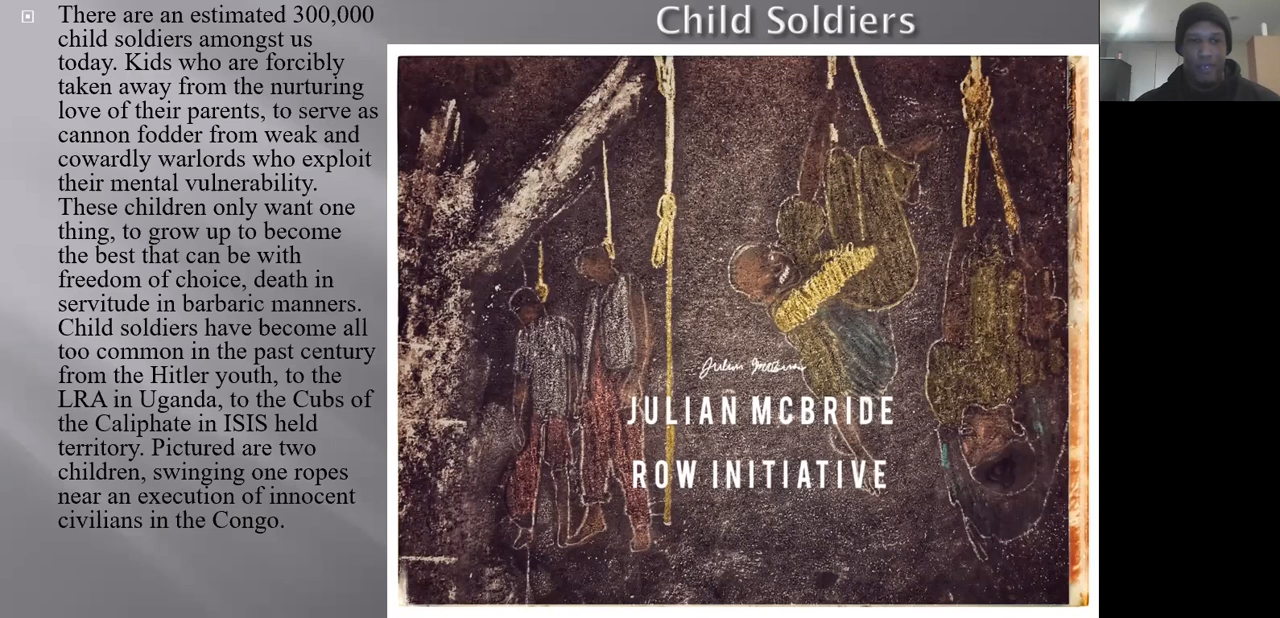 Child Soldiers
There are an estimated 300,000
child soldiers amongst us
today. Kids who are forcibly
taken away from the nurturing
love of their parents, to serve as
cannon fodder from weak and
cowardly warlords who exploit
their mental vulnerability.
These children only want one
thing, to grow up to become
the best that can be with
freedom of choice, death in
servitude in barbaric manners.
Child soldiers have become all
too common in the past century
from the Hitler youth, to the
LRA in Uganda, to the Cubs of
the Caliphate in ISIS held
territory. Pictured are two
children, swinging one ropes
near an execution of innocent
civilians in the Congo.
JULIAN MCBRIDE
ROW INITIATIVE